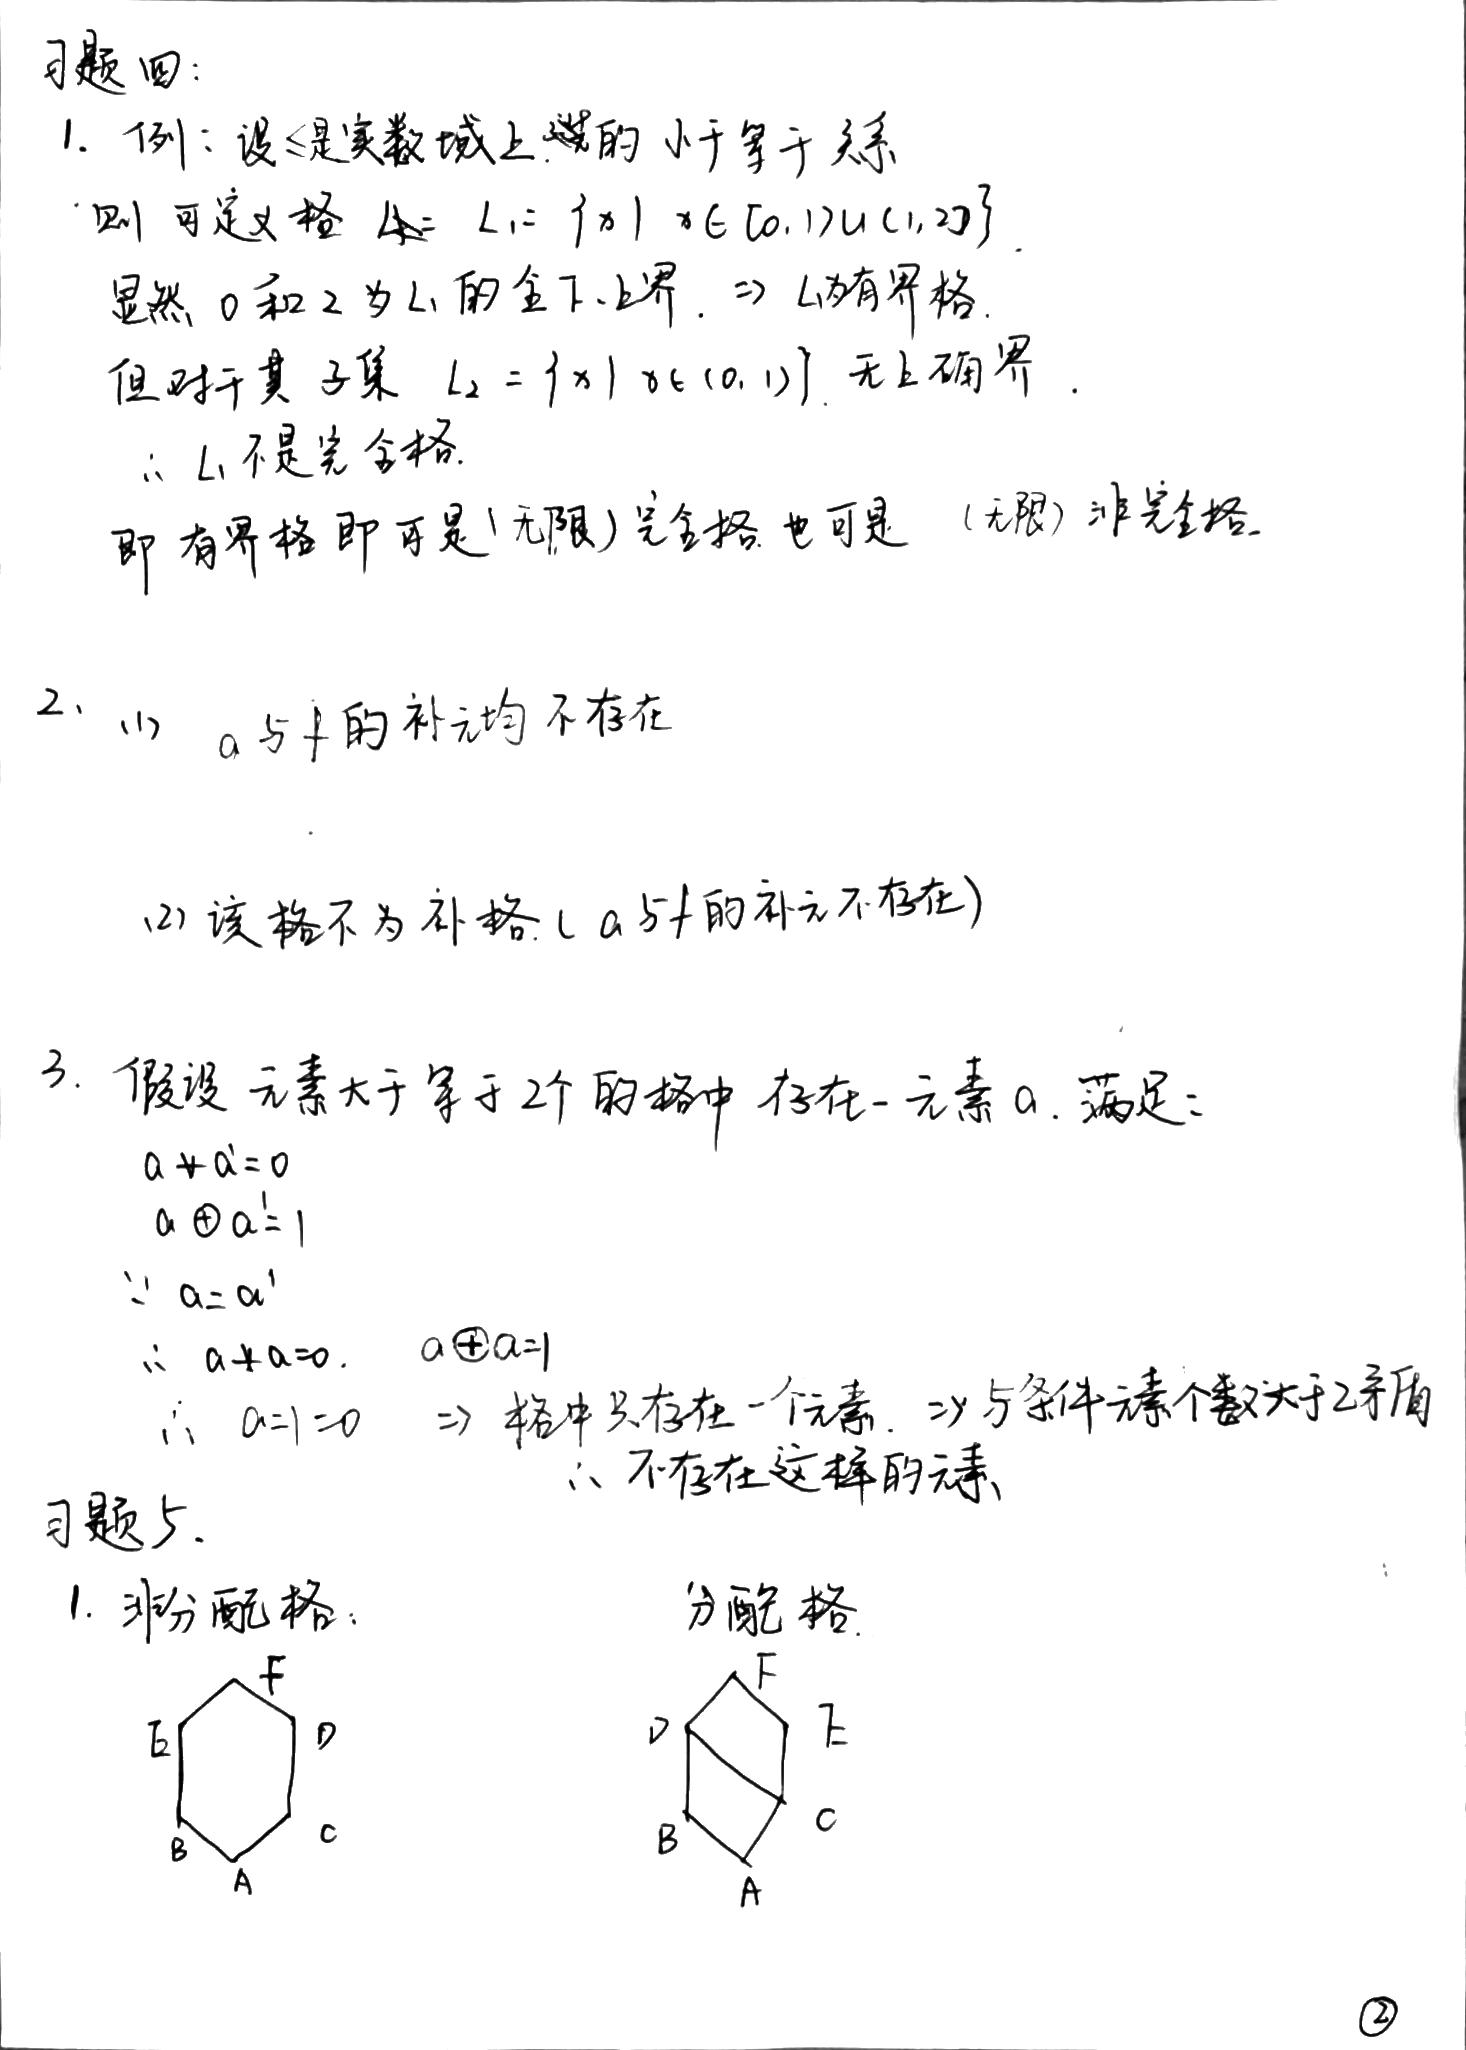 习题四:
1. 例: 设≤是实数域上的小于等于关系
则可定义格 L₁= {x| x∈[0,1)∪(1,2]}.
显然 0和2为L₁的全下、上界. ⇒ L₁为有界格.
但对于其子集 L₂={x|x∈(0,1)}. 无上确界.
∴ L₁不是完全格.
即有界格即可是(无限)完全格也可是 (无限)非完全格.
2、(1) a与f的补元均不存在
(2) 该格不为补格. (a与f的补元不存在)
3. 假设元素大于等于2个的格中存在一元素a. 满足:
a*a'=0
a⊕a'=1
∵ a=a'
∴ a*a=0. a⊕a=1
∴ a=1=0 ⇒ 格中只存在一个元素. ⇒ 与条件元素个数大于2矛盾
∴ 不存在这样的元素
习题5.
1. 非分配格: 分配格.
F F
E D D E
B C B C
A A
②